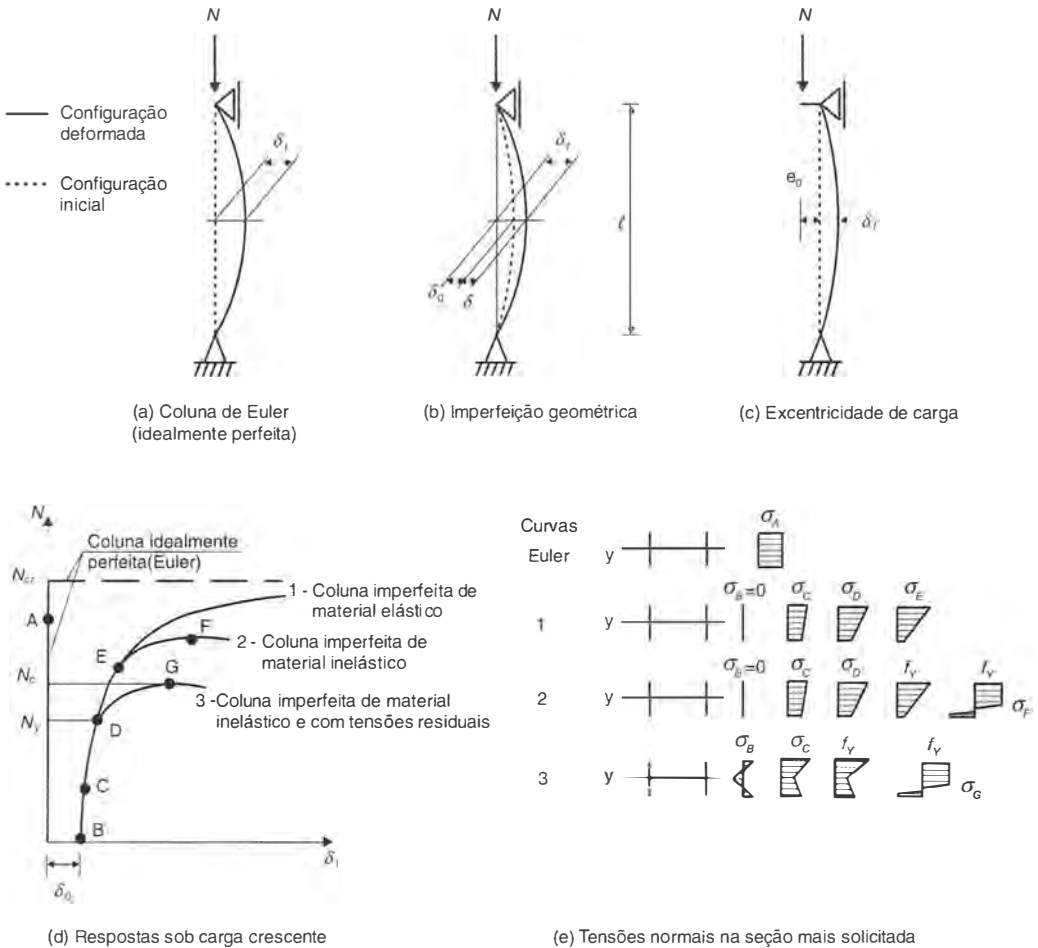 N
N
N
Configuração
deformada
Configuração
inicial
δt
δt
δ0
δ
ℓ
e0
δt
(a) Coluna de Euler
(idealmente perfeita)
(b) Imperfeição geométrica
(c) Excentricidade de carga
N
Coluna idealmente
perfeita(Euler)
Ncr
A
1 - Coluna imperfeita de
material elástico
F
2 - Coluna imperfeita de
material inelástico
E
Nc
G
3 -Coluna imperfeita de material
inelástico e com tensões residuais
Ny
D
C
B
δt
δ0
(d) Respostas sob carga crescente
Curvas
Euler
y
σA
1
y
σB=0
σC
σD
σE
2
y
σB=0
σC
σD
fY
fY
σF
3
y
σB
σC
fY
fY
σG
(e) Tensões normais na seção mais solicitada